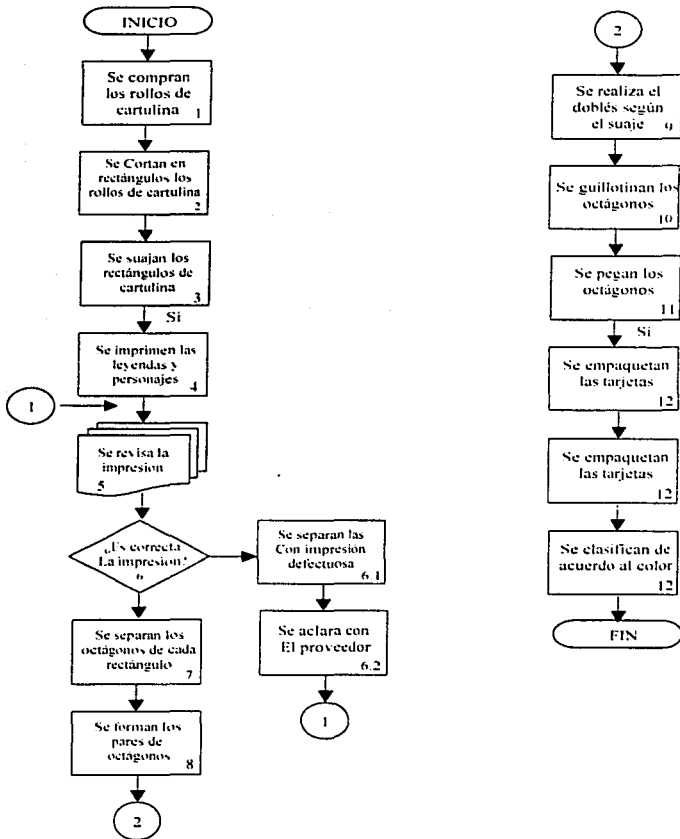 INICIO
Se compran
los rollos de
cartulina
1
Se Cortan en
rectángulos los
rollos de cartulina
2
Se suajan los
rectángulos de
cartulina
3
Si
Se imprimen las
leyendas y
personajes
4
1
Se revisa la
impresion
5
¿Es correcta
La impresion?
6
Se separan las
Con impresión
defectuosa
6.1
Se aclara con
El proveedor
6.2
1
Se separan los
octágonos de cada
rectángulo
7
Se forman los
pares de
octágonos
8
2
2
Se realiza el
doblés según
el suaje
9
Se guillotinan los
octágonos
10
Se pegan los
octágonos
11
Si
Se empaquetan
las tarjetas
12
Se empaquetan
las tarjetas
12
Se clasifican de
acuerdo al color
12
FIN